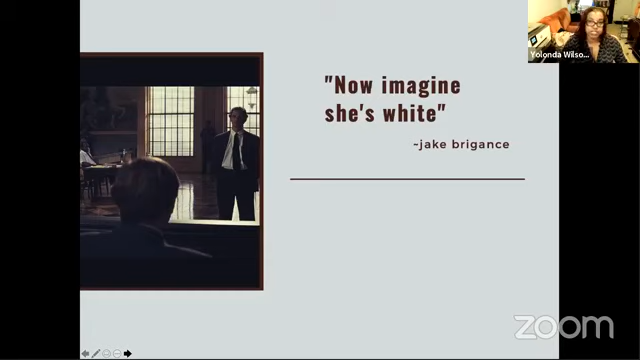 Yolonda Wilso...
"Now imagine
she's white"
~jake brigance
zoom